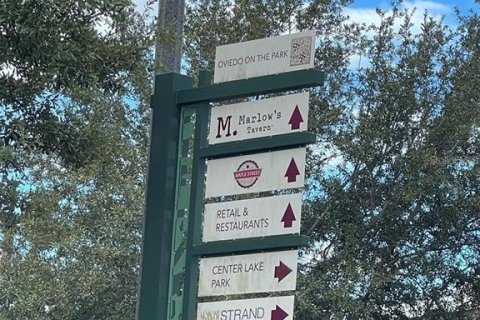 OVIEDO ON THE PARK
M. Marlow's
Tavern
MAPLE STREET
RETAIL &
RESTAURANTS
CENTER LAKE
PARK
STRAND